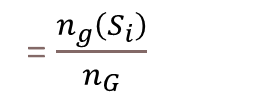 = n_g(S_i) / n_G